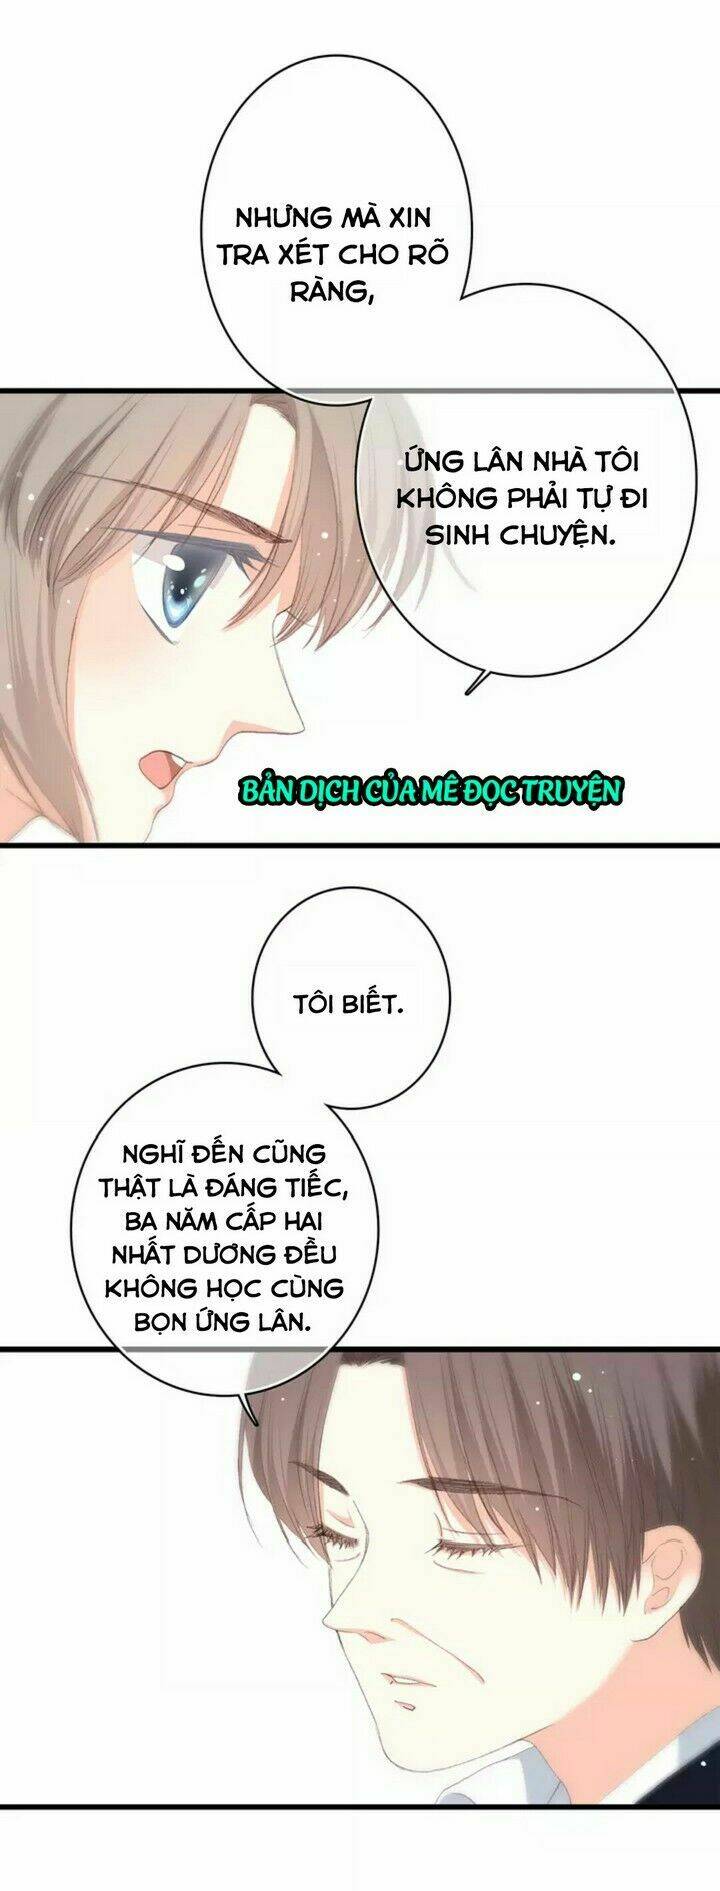 NHƯNG MÀ XIN
TRA XÉT CHO RÕ
RÀNG,
ỨNG LÂN NHÀ TÔI
KHÔNG PHẢI TỰ ĐI
SINH CHUYỆN.
BẢN DỊCH CỦA MÊ ĐỌC TRUYỆN
TÔI BIẾT.
NGHĨ ĐẾN CŨNG
THẬT LÀ ĐÁNG TIẾC,
BA NĂM CẤP HAI
NHẤT DƯƠNG ĐỀU
KHÔNG HỌC CÙNG
BỌN ỨNG LÂN.